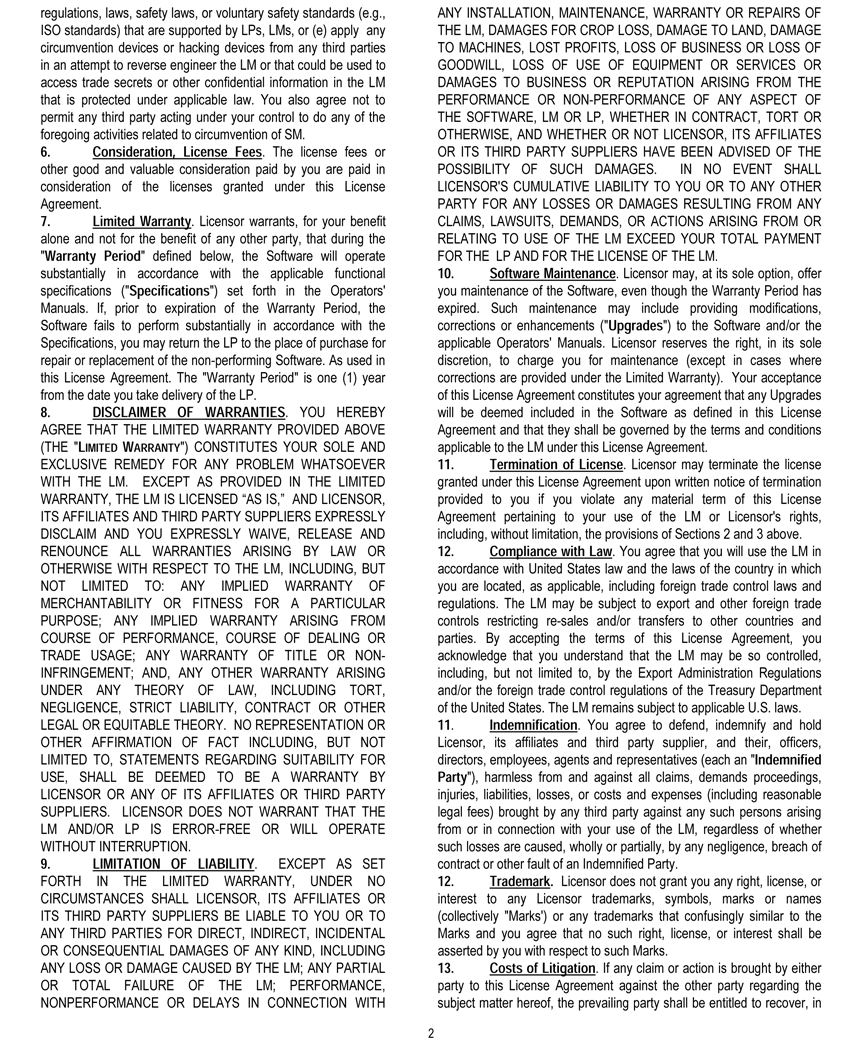 regulations, laws, safety laws, or voluntary safety standards (e.g.,
ISO standards) that are supported by LPs, LMs, or (e) apply any
circumvention devices or hacking devices from any third parties
in an attempt to reverse engineer the LM or that could be used to
access trade secrets or other confidential information in the LM
that is protected under applicable law. You also agree not to
permit any third party acting under your control to do any of the
foregoing activities related to circumvention of SM.
6. Consideration, License Fees. The license fees or
other good and valuable consideration paid by you are paid in
consideration of the licenses granted under this License
Agreement.
7. Limited Warranty. Licensor warrants, for your benefit
alone and not for the benefit of any other party, that during the
"Warranty Period" defined below, the Software will operate
substantially in accordance with the applicable functional
specifications ("Specifications") set forth in the Operators'
Manuals. If, prior to expiration of the Warranty Period, the
Software fails to perform substantially in accordance with the
Specifications, you may return the LP to the place of purchase for
repair or replacement of the non-performing Software. As used in
this License Agreement. The "Warranty Period" is one (1) year
from the date you take delivery of the LP.
8. DISCLAIMER OF WARRANTIES. YOU HEREBY
AGREE THAT THE LIMITED WARRANTY PROVIDED ABOVE
(THE "LIMITED WARRANTY") CONSTITUTES YOUR SOLE AND
EXCLUSIVE REMEDY FOR ANY PROBLEM WHATSOEVER
WITH THE LM. EXCEPT AS PROVIDED IN THE LIMITED
WARRANTY, THE LM IS LICENSED “AS IS,” AND LICENSOR,
ITS AFFILIATES AND THIRD PARTY SUPPLIERS EXPRESSLY
DISCLAIM AND YOU EXPRESSLY WAIVE, RELEASE AND
RENOUNCE ALL WARRANTIES ARISING BY LAW OR
OTHERWISE WITH RESPECT TO THE LM, INCLUDING, BUT
NOT LIMITED TO: ANY IMPLIED WARRANTY OF
MERCHANTABILITY OR FITNESS FOR A PARTICULAR
PURPOSE; ANY IMPLIED WARRANTY ARISING FROM
COURSE OF PERFORMANCE, COURSE OF DEALING OR
TRADE USAGE; ANY WARRANTY OF TITLE OR NON-
INFRINGEMENT; AND, ANY OTHER WARRANTY ARISING
UNDER ANY THEORY OF LAW, INCLUDING TORT,
NEGLIGENCE, STRICT LIABILITY, CONTRACT OR OTHER
LEGAL OR EQUITABLE THEORY. NO REPRESENTATION OR
OTHER AFFIRMATION OF FACT INCLUDING, BUT NOT
LIMITED TO, STATEMENTS REGARDING SUITABILITY FOR
USE, SHALL BE DEEMED TO BE A WARRANTY BY
LICENSOR OR ANY OF ITS AFFILIATES OR THIRD PARTY
SUPPLIERS. LICENSOR DOES NOT WARRANT THAT THE
LM AND/OR LP IS ERROR-FREE OR WILL OPERATE
WITHOUT INTERRUPTION.
9. LIMITATION OF LIABILITY. EXCEPT AS SET
FORTH IN THE LIMITED WARRANTY, UNDER NO
CIRCUMSTANCES SHALL LICENSOR, ITS AFFILIATES OR
ITS THIRD PARTY SUPPLIERS BE LIABLE TO YOU OR TO
ANY THIRD PARTIES FOR DIRECT, INDIRECT, INCIDENTAL
OR CONSEQUENTIAL DAMAGES OF ANY KIND, INCLUDING
ANY LOSS OR DAMAGE CAUSED BY THE LM; ANY PARTIAL
OR TOTAL FAILURE OF THE LM; PERFORMANCE,
NONPERFORMANCE OR DELAYS IN CONNECTION WITH
ANY INSTALLATION, MAINTENANCE, WARRANTY OR REPAIRS OF
THE LM, DAMAGES FOR CROP LOSS, DAMAGE TO LAND, DAMAGE
TO MACHINES, LOST PROFITS, LOSS OF BUSINESS OR LOSS OF
GOODWILL, LOSS OF USE OF EQUIPMENT OR SERVICES OR
DAMAGES TO BUSINESS OR REPUTATION ARISING FROM THE
PERFORMANCE OR NON-PERFORMANCE OF ANY ASPECT OF
THE SOFTWARE, LM OR LP, WHETHER IN CONTRACT, TORT OR
OTHERWISE, AND WHETHER OR NOT LICENSOR, ITS AFFILIATES
OR ITS THIRD PARTY SUPPLIERS HAVE BEEN ADVISED OF THE
POSSIBILITY OF SUCH DAMAGES. IN NO EVENT SHALL
LICENSOR'S CUMULATIVE LIABILITY TO YOU OR TO ANY OTHER
PARTY FOR ANY LOSSES OR DAMAGES RESULTING FROM ANY
CLAIMS, LAWSUITS, DEMANDS, OR ACTIONS ARISING FROM OR
RELATING TO USE OF THE LM EXCEED YOUR TOTAL PAYMENT
FOR THE LP AND FOR THE LICENSE OF THE LM.
10. Software Maintenance. Licensor may, at its sole option, offer
you maintenance of the Software, even though the Warranty Period has
expired. Such maintenance may include providing modifications,
corrections or enhancements ("Upgrades") to the Software and/or the
applicable Operators' Manuals. Licensor reserves the right, in its sole
discretion, to charge you for maintenance (except in cases where
corrections are provided under the Limited Warranty). Your acceptance
of this License Agreement constitutes your agreement that any Upgrades
will be deemed included in the Software as defined in this License
Agreement and that they shall be governed by the terms and conditions
applicable to the LM under this License Agreement.
11. Termination of License. Licensor may terminate the license
granted under this License Agreement upon written notice of termination
provided to you if you violate any material term of this License
Agreement pertaining to your use of the LM or Licensor's rights,
including, without limitation, the provisions of Sections 2 and 3 above.
12. Compliance with Law. You agree that you will use the LM in
accordance with United States law and the laws of the country in which
you are located, as applicable, including foreign trade control laws and
regulations. The LM may be subject to export and other foreign trade
controls restricting re-sales and/or transfers to other countries and
parties. By accepting the terms of this License Agreement, you
acknowledge that you understand that the LM may be so controlled,
including, but not limited to, by the Export Administration Regulations
and/or the foreign trade control regulations of the Treasury Department
of the United States. The LM remains subject to applicable U.S. laws.
11. Indemnification. You agree to defend, indemnify and hold
Licensor, its affiliates and third party supplier, and their, officers,
directors, employees, agents and representatives (each an "Indemnified
Party"), harmless from and against all claims, demands proceedings,
injuries, liabilities, losses, or costs and expenses (including reasonable
legal fees) brought by any third party against any such persons arising
from or in connection with your use of the LM, regardless of whether
such losses are caused, wholly or partially, by any negligence, breach of
contract or other fault of an Indemnified Party.
12. Trademark. Licensor does not grant you any right, license, or
interest to any Licensor trademarks, symbols, marks or names
(collectively "Marks') or any trademarks that confusingly similar to the
Marks and you agree that no such right, license, or interest shall be
asserted by you with respect to such Marks.
13. Costs of Litigation. If any claim or action is brought by either
party to this License Agreement against the other party regarding the
subject matter hereof, the prevailing party shall be entitled to recover, in
2